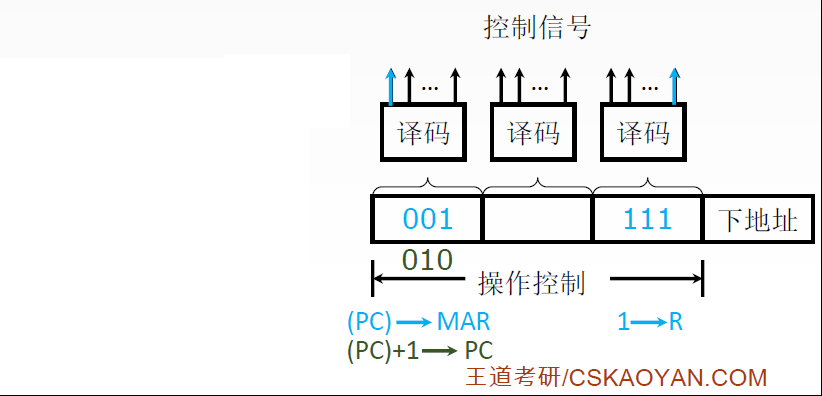 控制信号
... ... ...
译码 译码 译码
001 111 下地址
010
操作控制
(PC)→MAR 1→R
(PC)+1→PC
王道考研/CSKAOYAN.COM